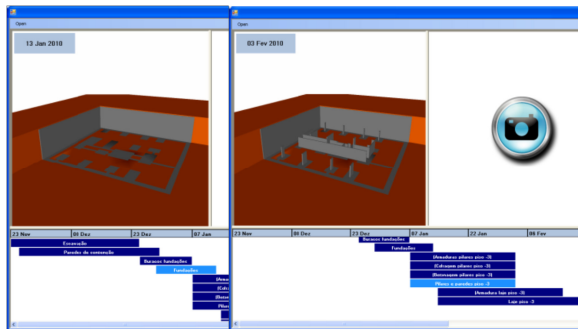 Open
13 Jan 2010
23 Nov
08 Dez
23 Dez
07 Jan
Escavação
Paredes de contenção
Buracos fundações
Fundações
Open
03 Fev 2010
23 Nov
08 Dez
23 Dez
07 Jan
22 Jan
06 Fev
Buracos fundações
Fundações
(Armaduras pilares piso -3)
(Cofragem pilares piso -3)
(Betonagem pilares piso -3)
Pilares e paredes piso -3
(Armadura laje piso -3)
Laje piso -3